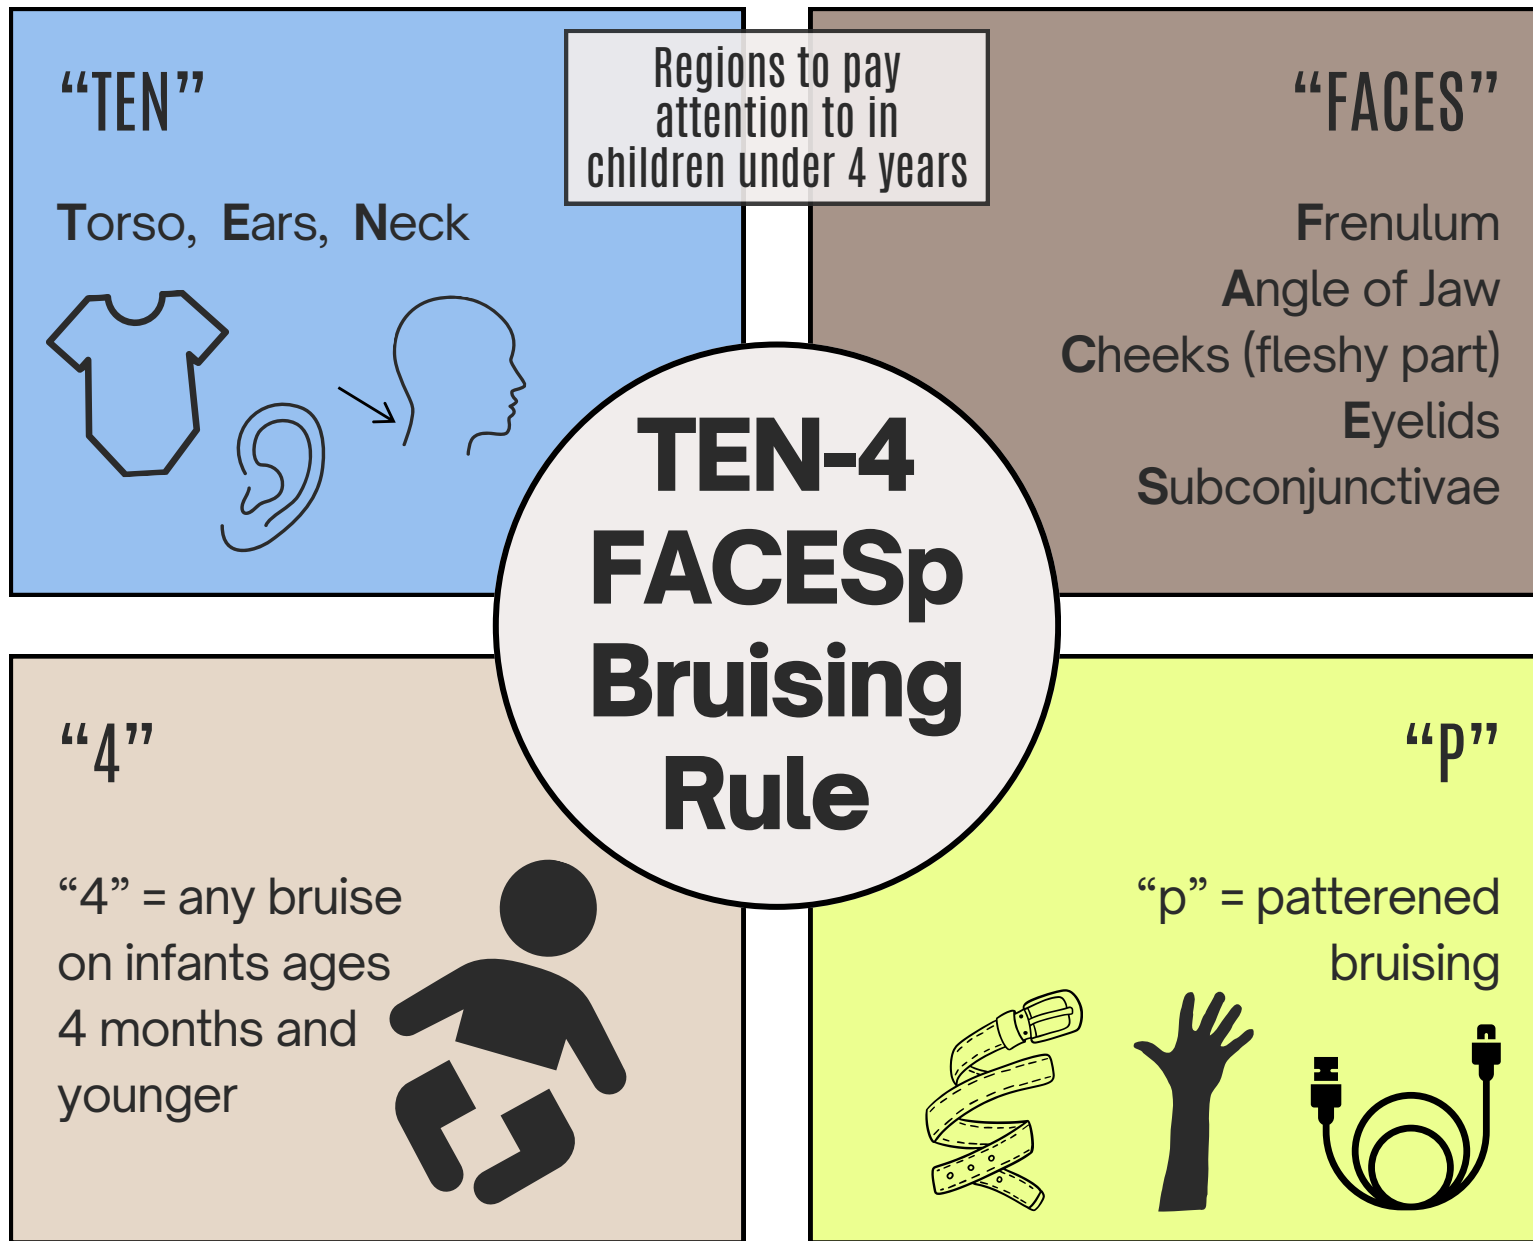 “TEN”
Torso, Ears, Neck
Regions to pay
attention to in
children under 4 years
“FACES”
Frenulum
Angle of Jaw
Cheeks (fleshy part)
Eyelids
Subconjunctivae
TEN-4
FACESp
Bruising
Rule
“4”
“4” = any bruise
on infants ages
4 months and
younger
“P”
“p” = patterened
bruising